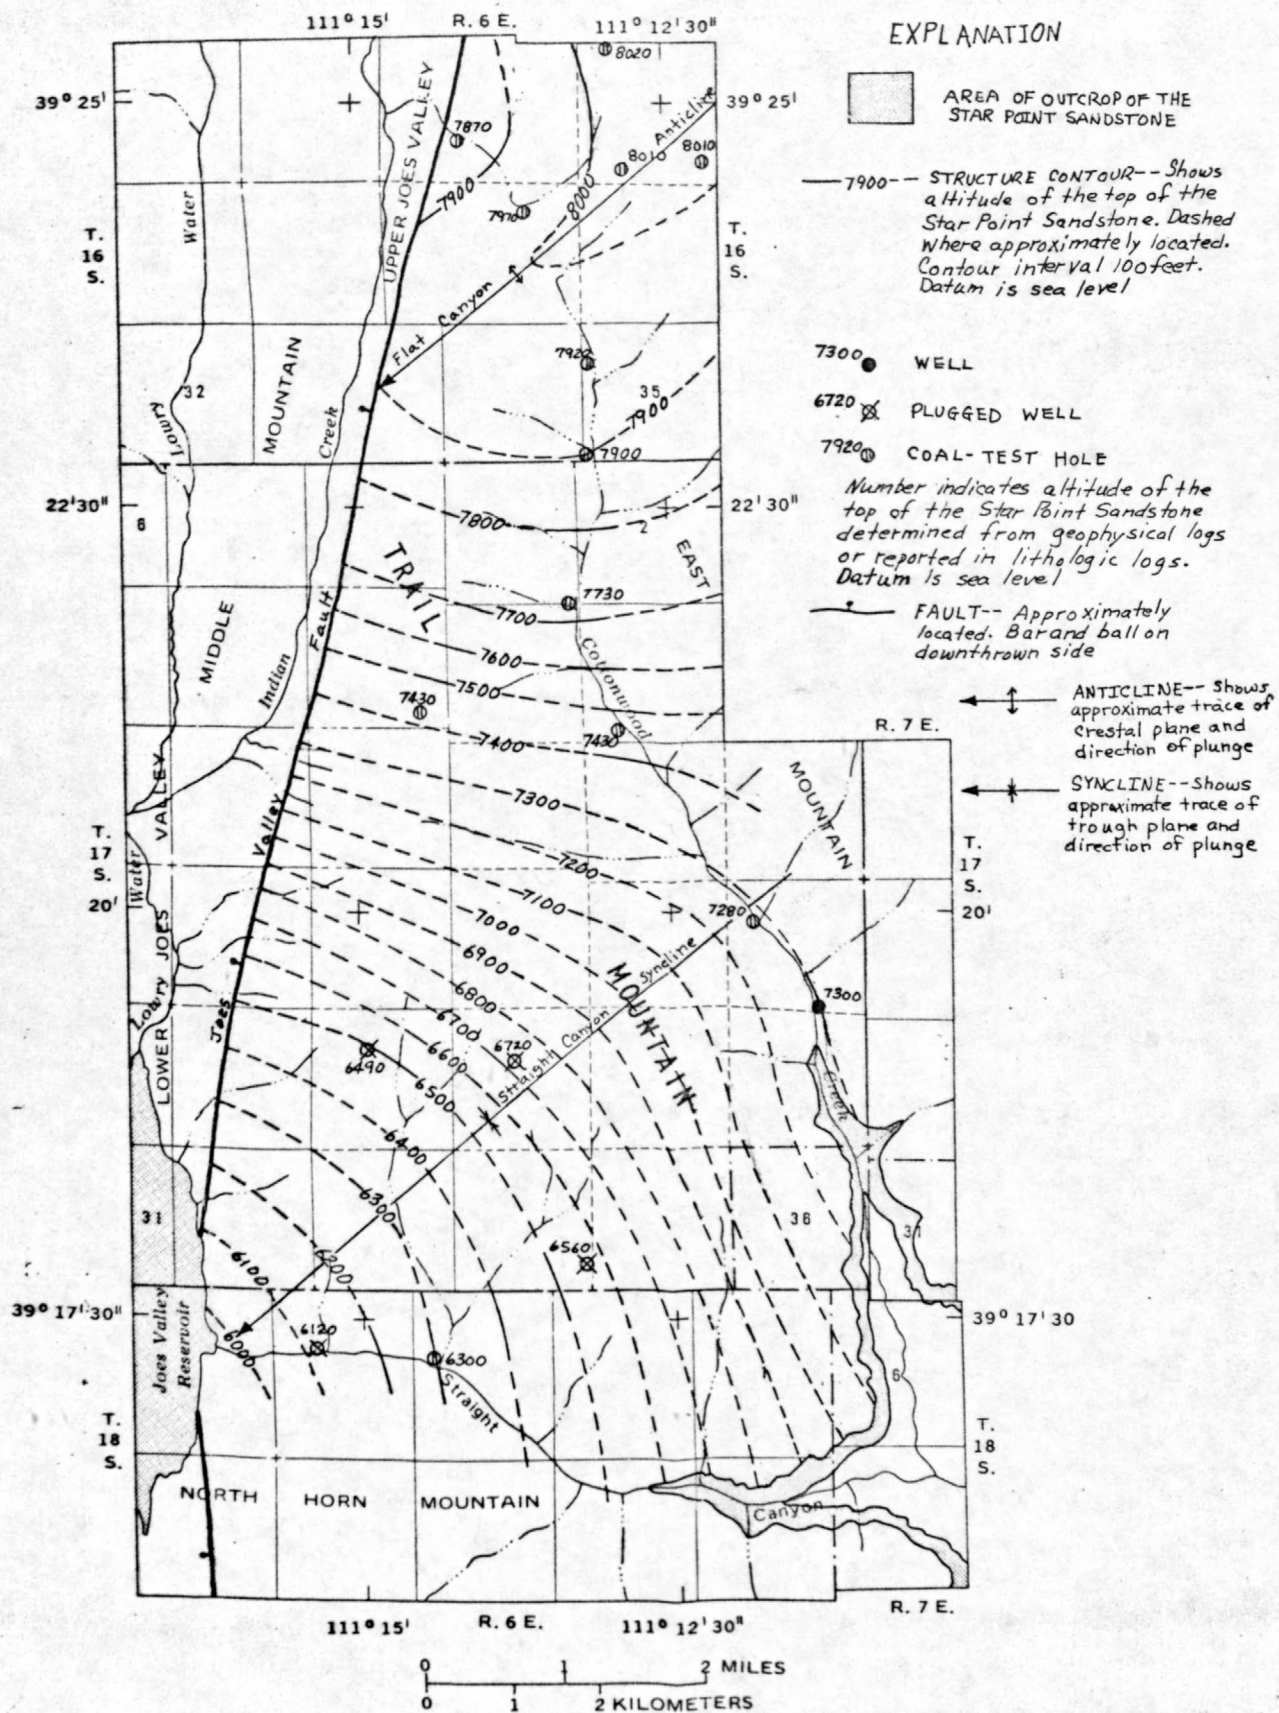 111° 15' R. 6 E. 111° 12' 30"
EXPLANATION
39° 25'
39° 25'
AREA OF OUTCROP OF THE
STAR POINT SANDSTONE
7900 STRUCTURE CONTOUR-- Shows
altitude of the top of the
Star Point Sandstone. Dashed
where approximately located.
Contour interval 100 feet.
Datum is sea level
7300 WELL
6720 PLUGGED WELL
7920 COAL-TEST HOLE
Number indicates altitude of the
top of the Star Point Sandstone
determined from geophysical logs
or reported in lithologic logs.
Datum is sea level
FAULT-- Approximately
located. Bar and ball on
downthrown side
ANTICLINE-- Shows
approximate trace of
crestal plane and
direction of plunge
SYNCLINE--Shows
approximate trace of
trough plane and
direction of plunge
8020
7870
8010
8010
7970
7900
8000
Flat Canyon Anticline
UPPER JOES VALLEY
Lowry Water
T.
16
S.
T.
16
S.
MOUNTAIN
32
Indian Creek
7920
35
7900
7900
22'30"
22'30"
6
2
7800
TRAIL
EAST
MIDDLE
7730
7700
7600
7500
7430
7430
7400
Cottonwood
R. 7 E.
MOUNTAIN
7300
7200
7100
7000
6900
6800
6700
6600
6500
6400
6300
6200
6100
6000
Joes Valley Fault
T.
17
S.
T.
17
S.
20'
20'
LOWER JOES VALLEY
Lowry Water
7280
7300
MOUNTAIN
Straight Canyon Syncline
6490
6720
Creek
31
36
31
6560
39° 17'30"
39° 17'30
Joes Valley
Reservoir
6120
6300
Straight
1
6
T.
18
S.
T.
18
S.
NORTH HORN MOUNTAIN
Canyon
111° 15' R. 6 E. 111° 12' 30"
R. 7 E.
0 1 2 MILES
0 1 2 KILOMETERS